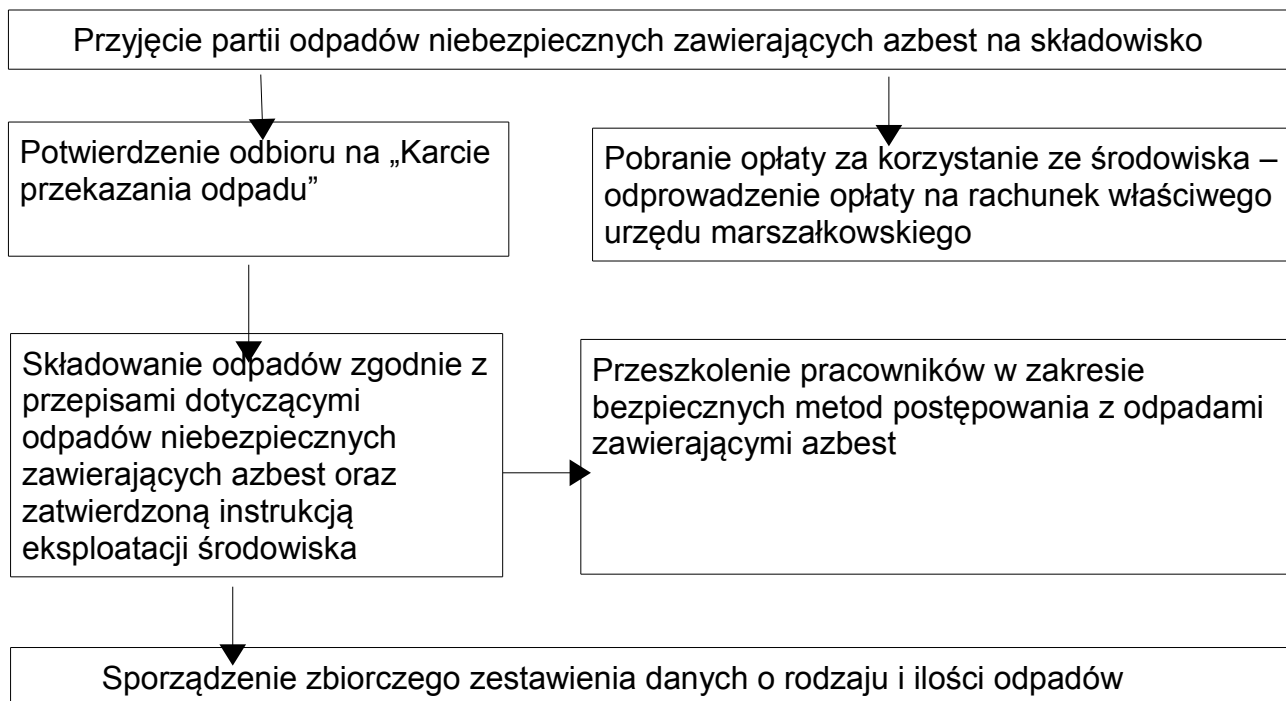 Przyjęcie partii odpadów niebezpiecznych zawierających azbest na składowisko
Potwierdzenie odbioru na „Karcie
przekazania odpadu”
Pobranie opłaty za korzystanie ze środowiska –
odprowadzenie opłaty na rachunek właściwego
urzędu marszałkowskiego
Składowanie odpadów zgodnie z
przepisami dotyczącymi
odpadów niebezpiecznych
zawierających azbest oraz
zatwierdzoną instrukcją
eksploatacji środowiska
Przeszkolenie pracowników w zakresie
bezpiecznych metod postępowania z odpadami
zawierającymi azbest
Sporządzenie zbiorczego zestawienia danych o rodzaju i ilości odpadów